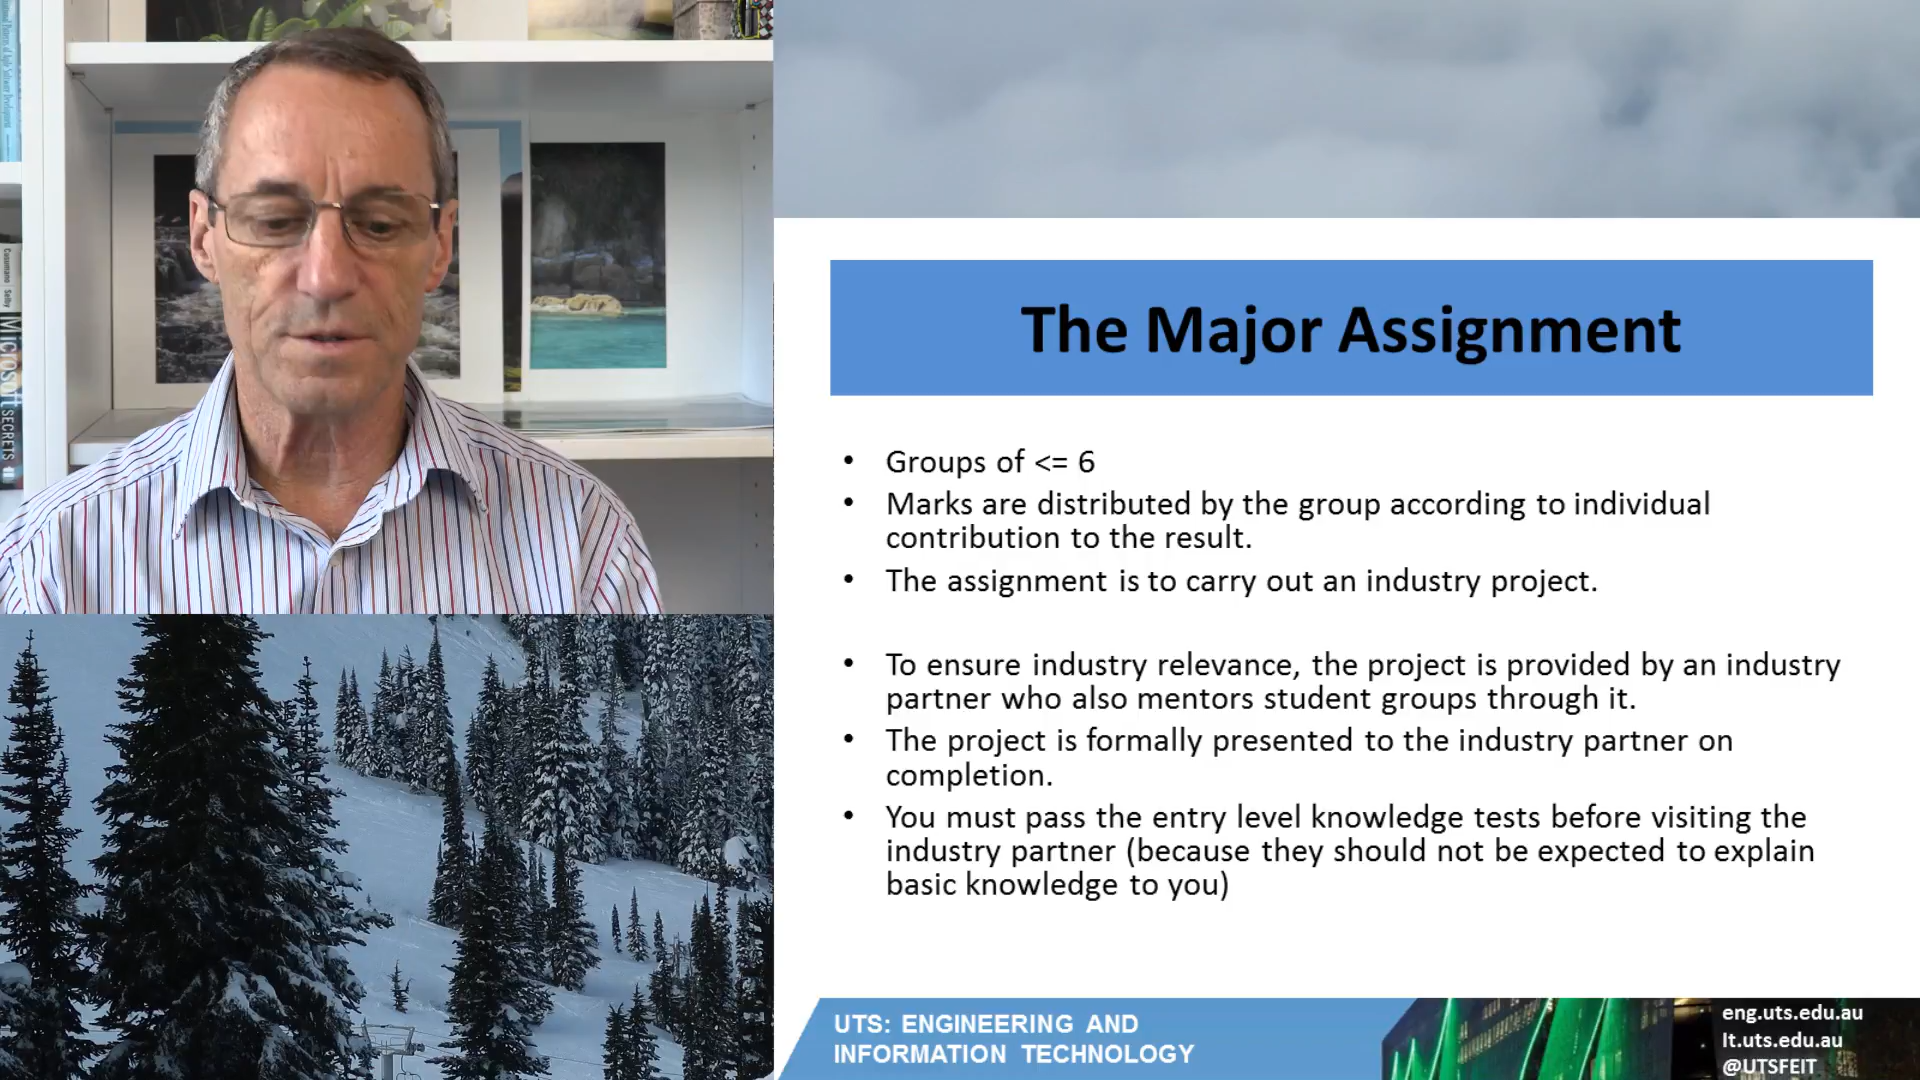 Cusumano
Selby
MICROSOFT
SECRETS
The Major Assignment
• Groups of <= 6
• Marks are distributed by the group according to individual
contribution to the result.
• The assignment is to carry out an industry project.
• To ensure industry relevance, the project is provided by an industry
partner who also mentors student groups through it.
• The project is formally presented to the industry partner on
completion.
• You must pass the entry level knowledge tests before visiting the
industry partner (because they should not be expected to explain
basic knowledge to you)
UTS: ENGINEERING AND
INFORMATION TECHNOLOGY
eng.uts.edu.au
It.uts.edu.au
@UTSFEIT